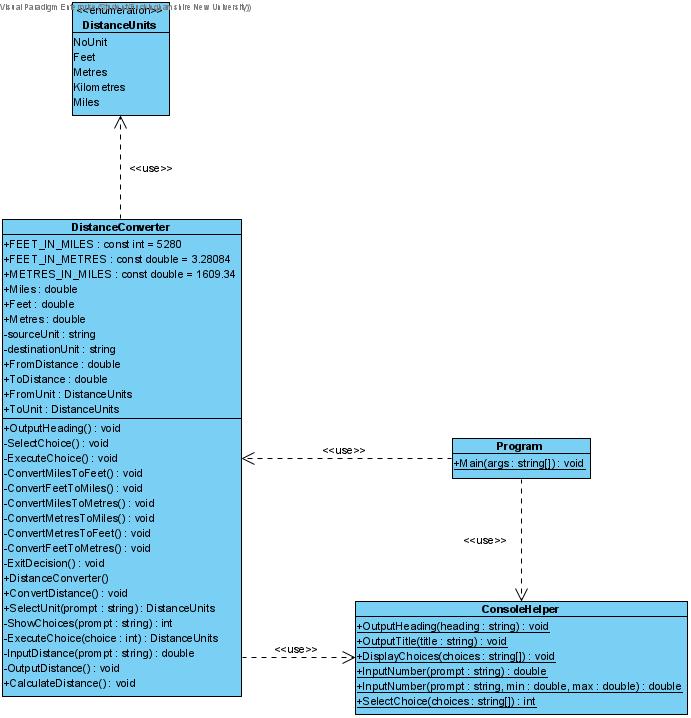 Visual Paradigm
New University))
<<enumeration>>
DistanceUnits
NoUnit
Feet
Metres
Kilometres
Miles
<<use>>
DistanceConverter
+FEET_IN_MILES : const int = 5280
+FEET_IN_METRES : const double = 3.28084
+METRES_IN_MILES : const double = 1609.34
+Miles : double
+Feet : double
+Metres : double
-sourceUnit : string
-destinationUnit : string
+FromDistance : double
+ToDistance : double
+FromUnit : DistanceUnits
+ToUnit : DistanceUnits
+OutputHeading() : void
-SelectChoice() : void
-ExecuteChoice() : void
-ConvertMilesToFeet() : void
-ConvertFeetToMiles() : void
-ConvertMilesToMetres() : void
-ConvertMetresToMiles() : void
-ConvertMetresToFeet() : void
-ConvertFeetToMetres() : void
-ExitDecision() : void
+DistanceConverter()
+ConvertDistance() : void
+SelectUnit(prompt : string) : DistanceUnits
-ShowChoices(prompt : string) : int
-ExecuteChoice(choice : int) : DistanceUnits
-InputDistance(prompt : string) : double
-OutputDistance() : void
+CalculateDistance() : void
<<use>>
Program
+Main(args : string[]) : void
<<use>>
<<use>>
ConsoleHelper
+OutputHeading(heading : string) : void
+OutputTitle(title : string) : void
+DisplayChoices(choices : string[]) : void
+InputNumber(prompt : string) : double
+InputNumber(prompt : string, min : double, max : double) : double
+SelectChoice(choices : string[]) : int